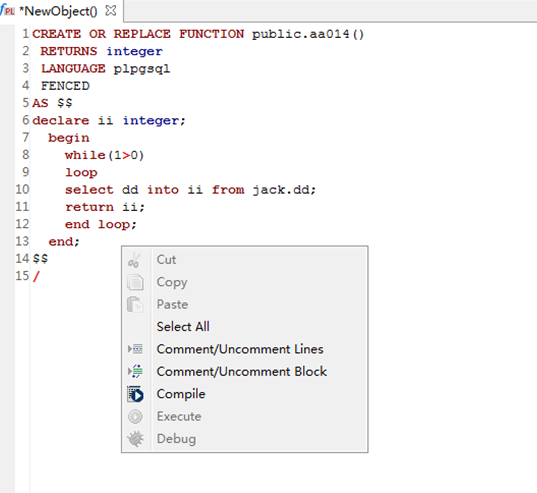 PL *NewObject()
1 CREATE OR REPLACE FUNCTION public.aa014()
2 RETURNS integer
3 LANGUAGE plpgsql
4 FENCED
5 AS $$
6 declare ii integer;
7 begin
8 while(1>0)
9 loop
10 select dd into ii from jack.dd;
11 return ii;
12 end loop;
13 end;
14 $$
15 /
Cut
Copy
Paste
Select All
Comment/Uncomment Lines
Comment/Uncomment Block
Compile
Execute
Debug